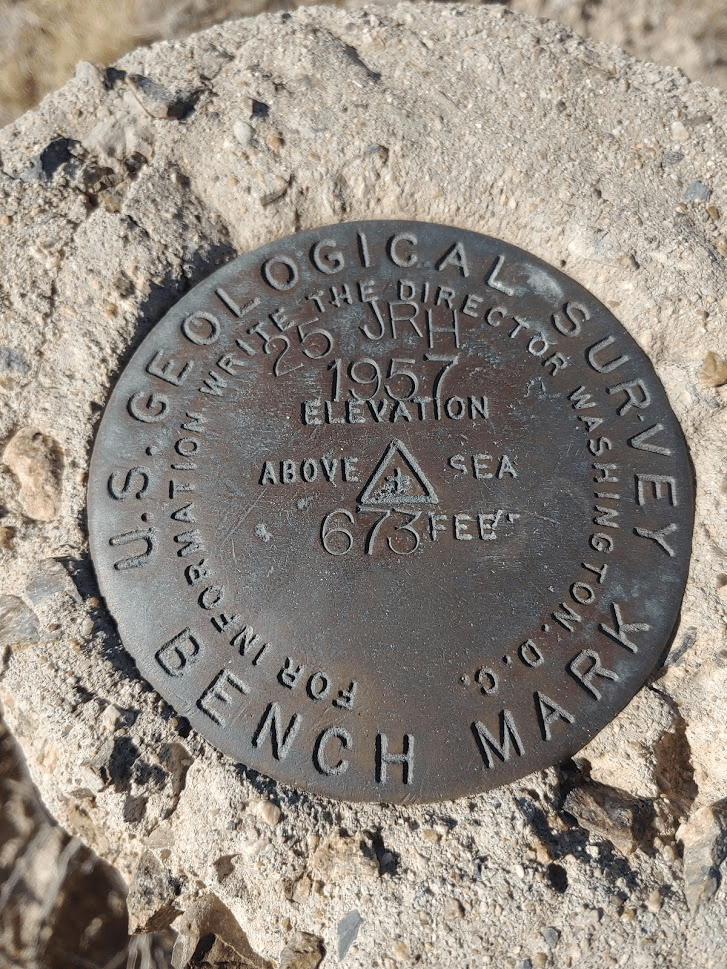 U.S. GEOLOGICAL SURVEY
FOR INFORMATION WRITE THE DIRECTOR WASHINGTON, D.C.
25 JRH
1957
ELEVATION
ABOVE SEA
673 FEET
BENCH MARK